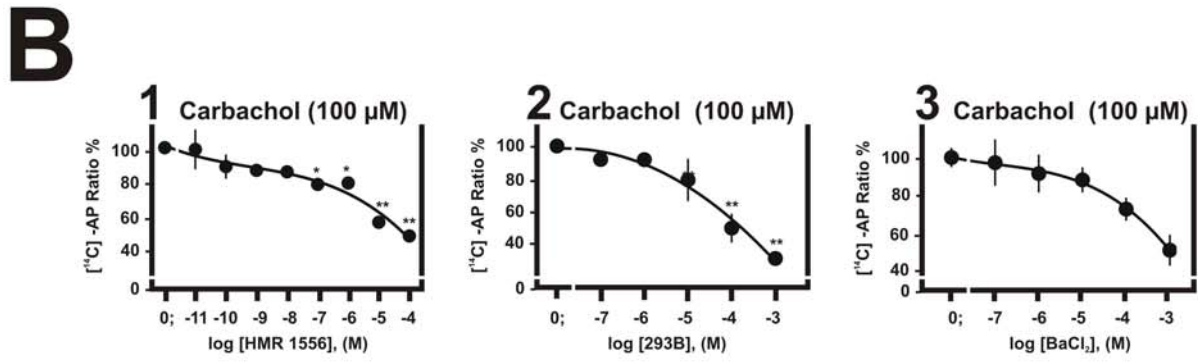 B
1 Carbachol (100 µM)
[¹⁴C] -AP Ratio %
100
80
60
40
0
* * ** **
0; -11 -10 -9 -8 -7 -6 -5 -4
log [HMR 1556], (M)
2 Carbachol (100 µM)
[¹⁴C] -AP Ratio %
100
80
60
40
0
** **
0; -7 -6 -5 -4 -3
log [293B], (M)
3 Carbachol (100 µM)
[¹⁴C] -AP Ratio %
100
80
60
40
0
0; -7 -6 -5 -4 -3
log [BaCl₂], (M)